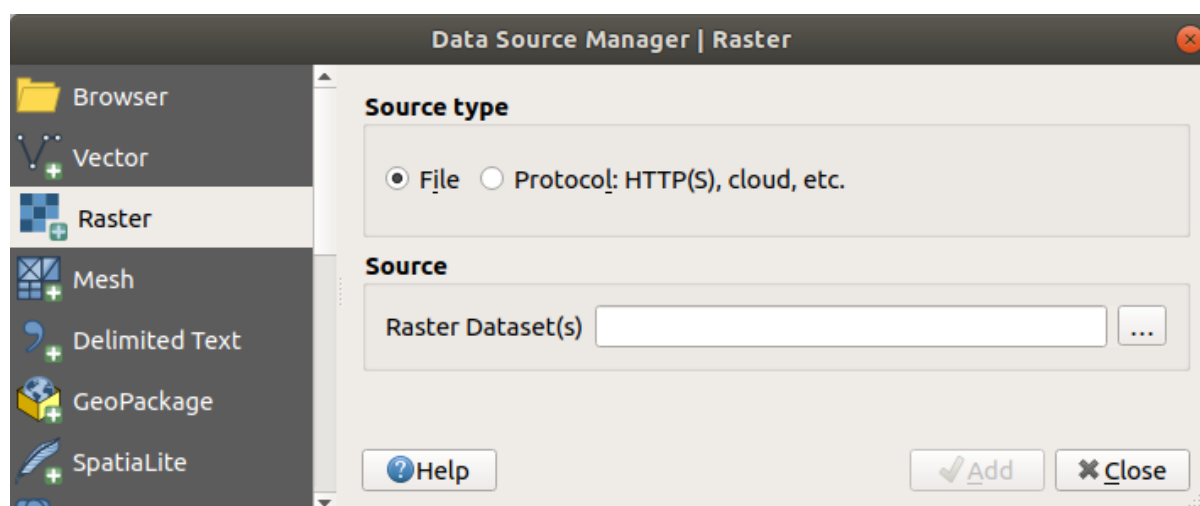 Data Source Manager | Raster
Browser
Vector
Raster
Mesh
Delimited Text
GeoPackage
SpatiaLite
Source type
File
Protocol: HTTP(S), cloud, etc.
Source
Raster Dataset(s)
...
Help
Add
Close